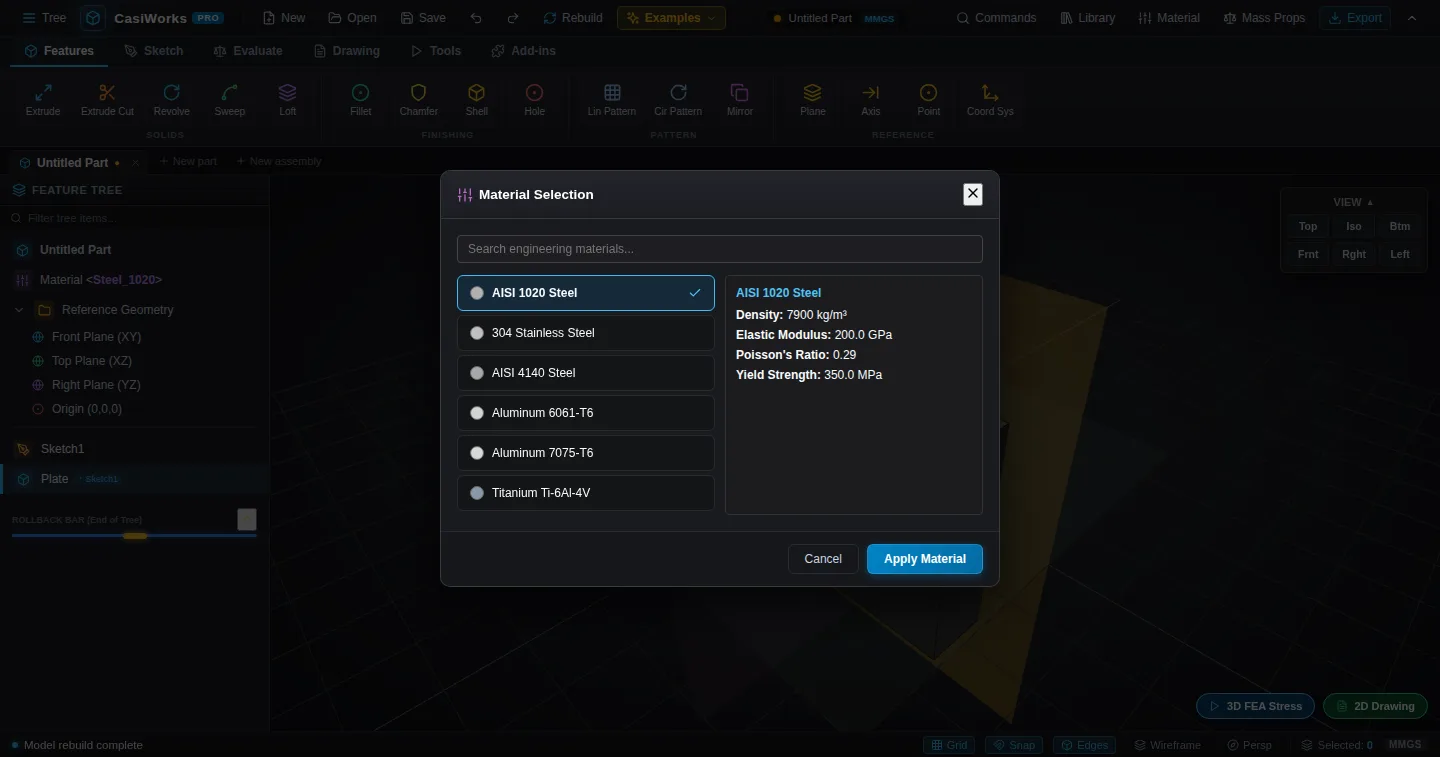 Tree CasiWorks PRO New Open Save Rebuild Examples Untitled Part MMGS Commands Library Material Mass Props Export
Features Sketch Evaluate Drawing Tools Add-ins
Extrude Extrude Cut Revolve Sweep Loft Fillet Chamfer Shell Hole Lin Pattern Cir Pattern Mirror Plane Axis Point Coord Sys
SOLIDS FINISHING PATTERN REFERENCE
Untitled Part New part New assembly
FEATURE TREE
Filter tree items...
Untitled Part
Material <Steel_1020>
Reference Geometry
Front Plane (XY)
Top Plane (XZ)
Right Plane (YZ)
Origin (0,0,0)
Sketch1
Plate Sketch1
ROLLBACK BAR (End of Tree)
Material Selection
Search engineering materials...
AISI 1020 Steel
304 Stainless Steel
AISI 4140 Steel
Aluminum 6061-T6
Aluminum 7075-T6
Titanium Ti-6Al-4V
AISI 1020 Steel
Density: 7900 kg/m³
Elastic Modulus: 200.0 GPa
Poisson's Ratio: 0.29
Yield Strength: 350.0 MPa
Cancel Apply Material
VIEW
Top Iso Btm
Frnt Rght Left
3D FEA Stress 2D Drawing
Model rebuild complete Grid Snap Edges Wireframe Persp Selected: 0 MMGS